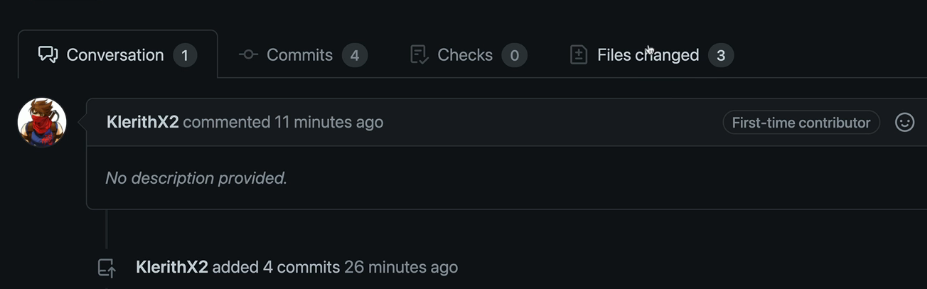 Conversation 1 Commits 4 Checks 0 Files changed 3
KlerithX2 commented 11 minutes ago First-time contributor
No description provided.
KlerithX2 added 4 commits 26 minutes ago